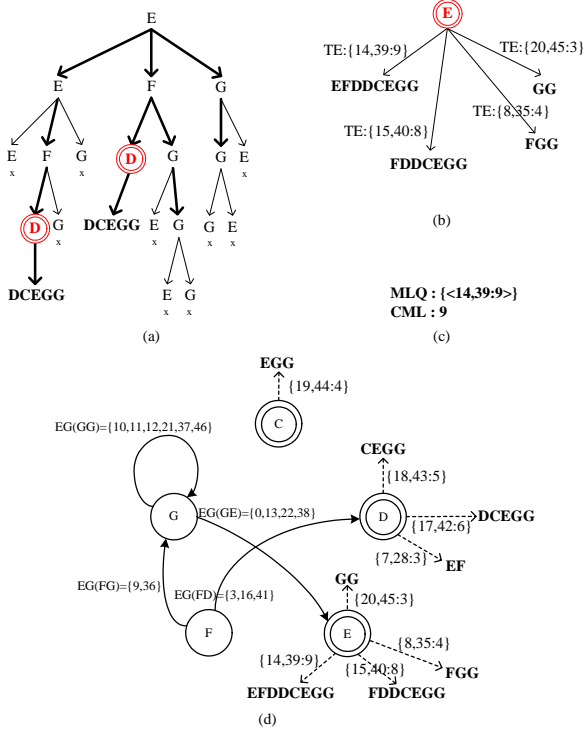 E
E F G
E F G D G G E
x x x
D G DCEGG E G G E
x x x
DCEGG E G
x x
(a)
E
TE:{14,39:9} TE:{20,45:3}
EFDDCEGG GG
TE:{8,35:4}
TE:{15,40:8} FGG
FDDCEGG
(b)
MLQ : {<14,39:9>}
CML : 9
(c)
EGG
{19,44:4}
C
EG(GG)={10,11,12,21,37,46}
CEGG
{18,43:5}
G EG(GE)={0,13,22,38} D DCEGG
{17,42:6}
{7,28:3} EF
EG(FG)={9,36} EG(FD)={3,16,41}
GG
{20,45:3}
F E
{8,35:4}
{14,39:9} {15,40:8} FGG
EFDDCEGG FDDCEGG
(d)